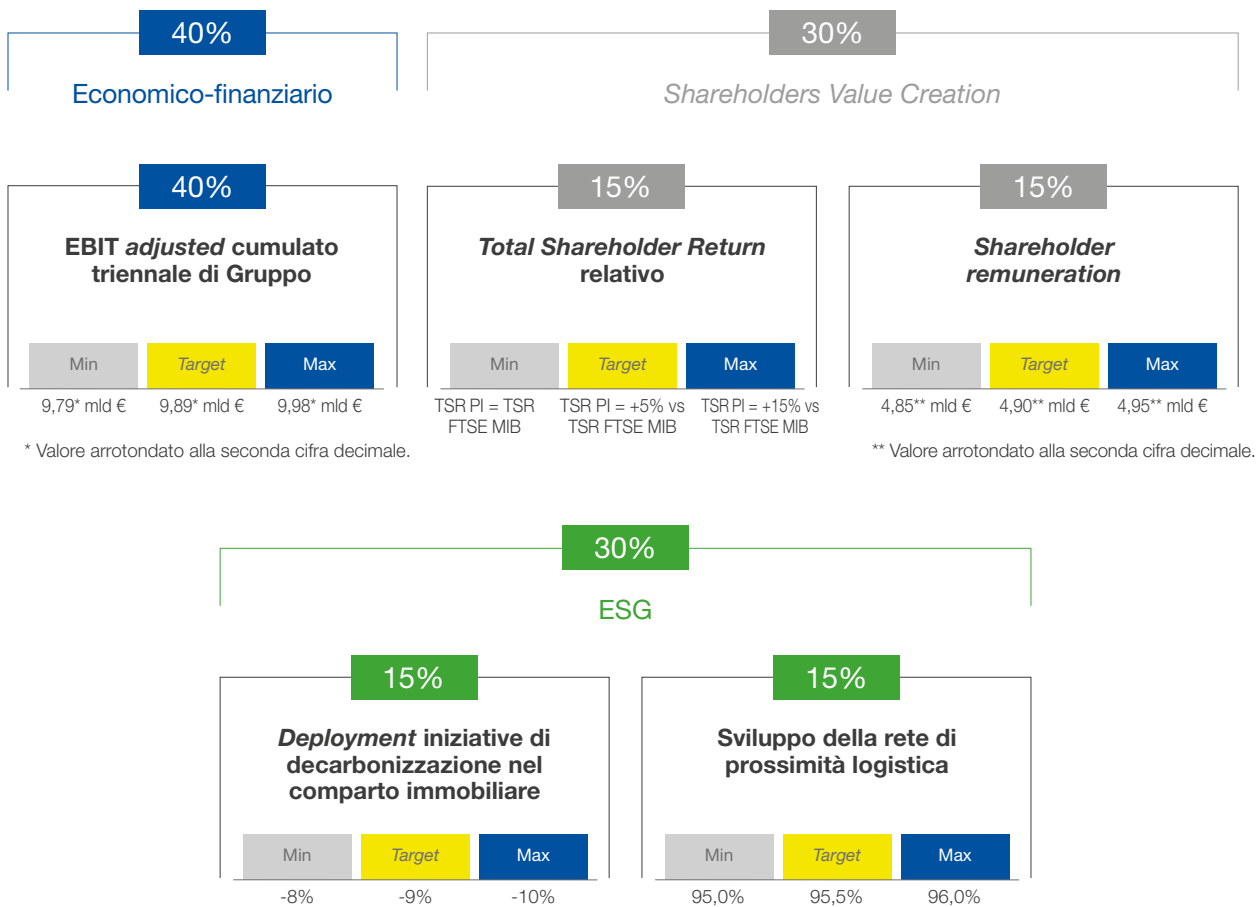 40%
Economico-finanziario
30%
Shareholders Value Creation
40%
EBIT adjusted cumulato
triennale di Gruppo
Min
Target
Max
9,79* mld €
9,89* mld €
9,98* mld €
* Valore arrotondato alla seconda cifra decimale.
15%
Total Shareholder Return
relativo
Min
Target
Max
TSR PI = TSR
FTSE MIB
TSR PI = +5% vs
TSR FTSE MIB
TSR PI = +15% vs
TSR FTSE MIB
15%
Shareholder
remuneration
Min
Target
Max
4,85** mld €
4,90** mld €
4,95** mld €
** Valore arrotondato alla seconda cifra decimale.
30%
ESG
15%
Deployment iniziative di
decarbonizzazione nel
comparto immobiliare
Min
Target
Max
-8%
-9%
-10%
15%
Sviluppo della rete di
prossimità logistica
Min
Target
Max
95,0%
95,5%
96,0%